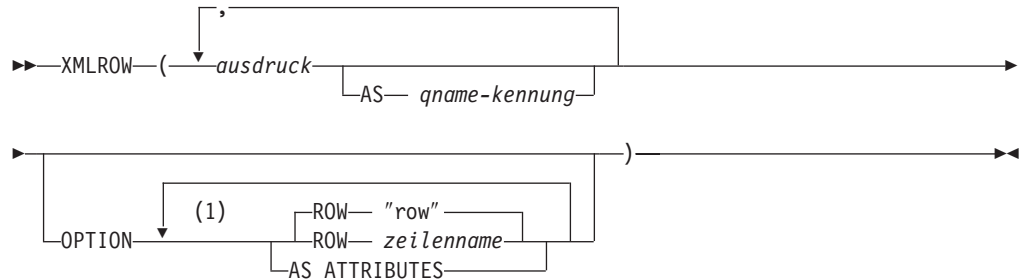 ,
XMLROW ( ausdruck
AS qname-kennung
)
(1) ROW "row"
OPTION ROW zeilenname
AS ATTRIBUTES